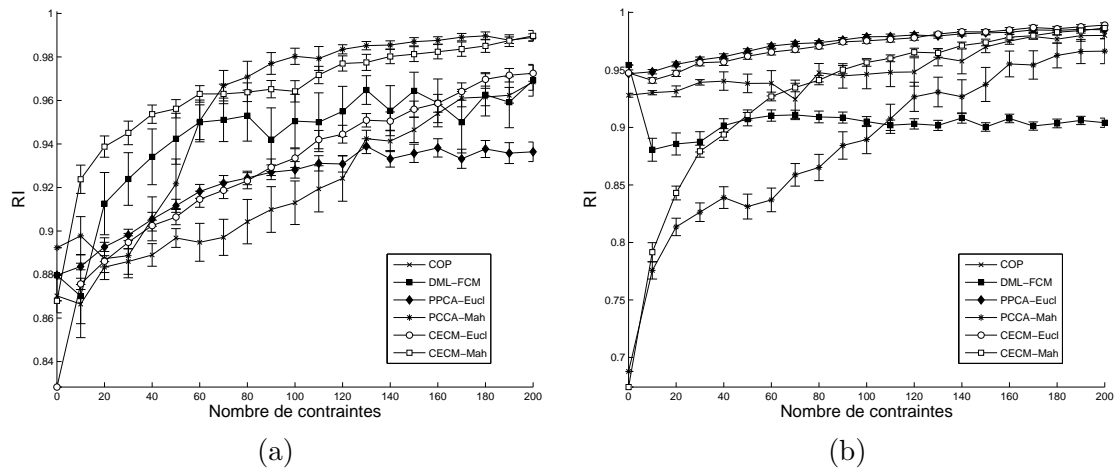 RI
1
0.98
0.96
0.94
0.92
0.9
0.88
0.86
0.84
0 20 40 60 80 100 120 140 160 180 200
Nombre de contraintes
COP
DML−FCM
PPCA−Eucl
PCCA−Mah
CECM−Eucl
CECM−Mah
(a)
RI
1
0.95
0.9
0.85
0.8
0.75
0.7
0 20 40 60 80 100 120 140 160 180 200
Nombre de contraintes
COP
DML−FCM
PPCA−Eucl
PCCA−Mah
CECM−Eucl
CECM−Mah
(b)